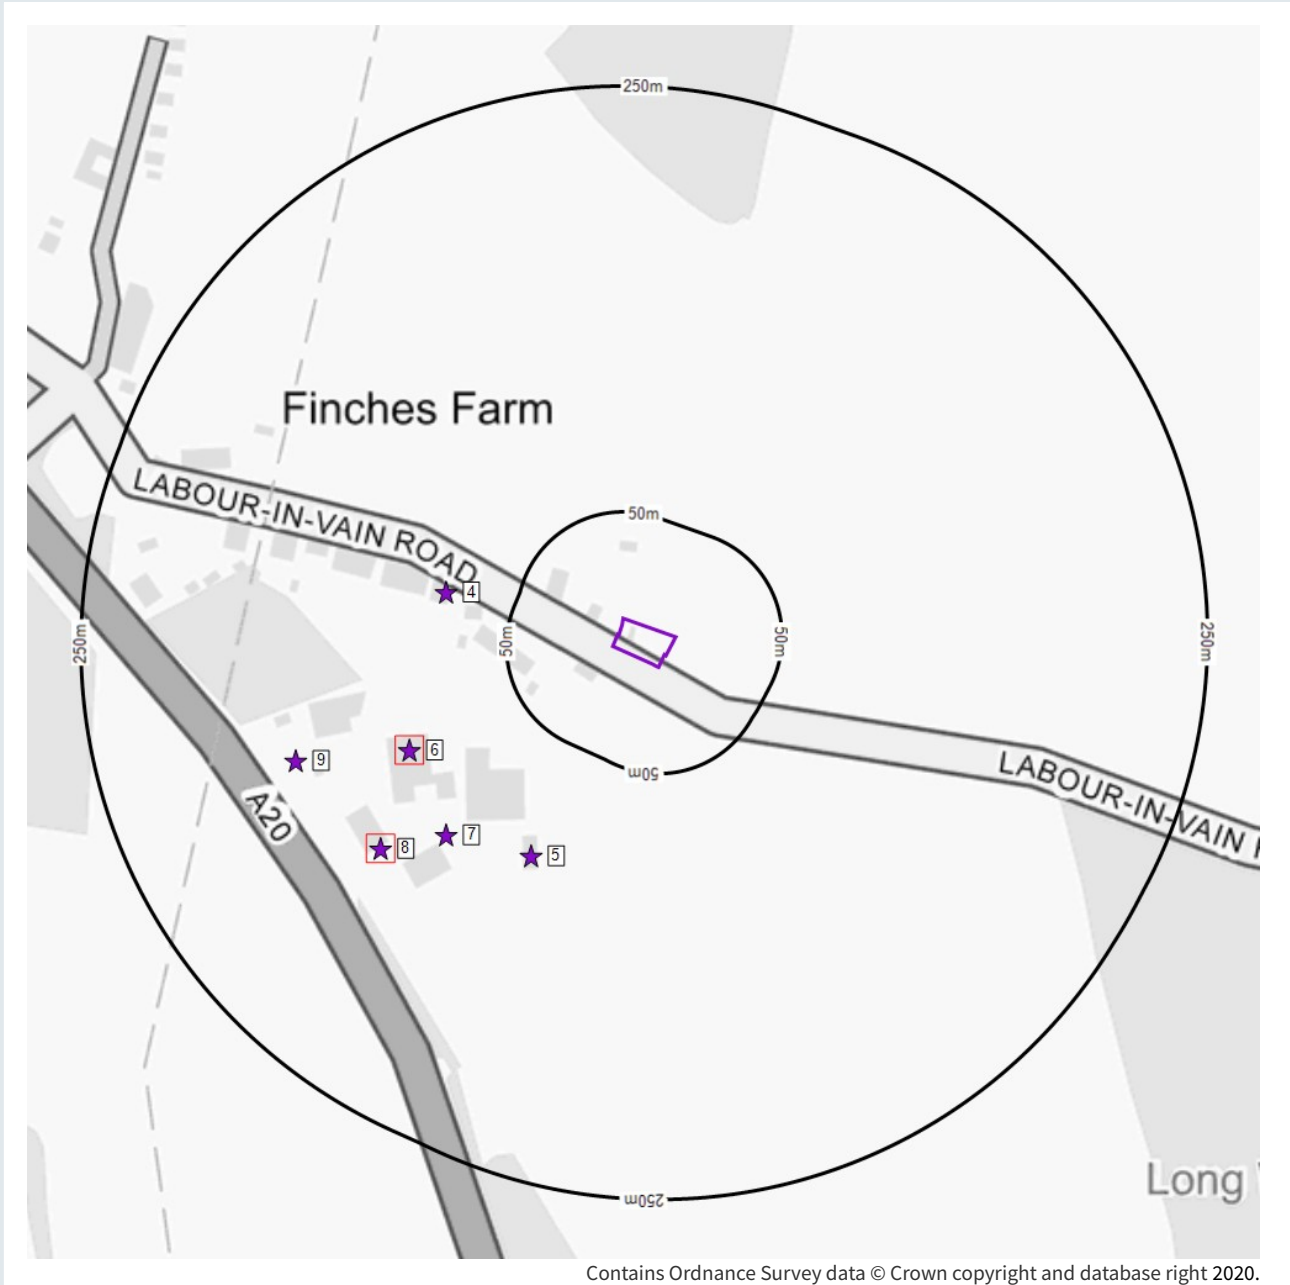 250m
Finches Farm
LABOUR-IN-VAIN ROAD
50m
4
50m
50m
250m
250m
6
9
50m
LABOUR-IN-VAIN
A20
7
8
5
Long
250m
Contains Ordnance Survey data © Crown copyright and database right 2020.